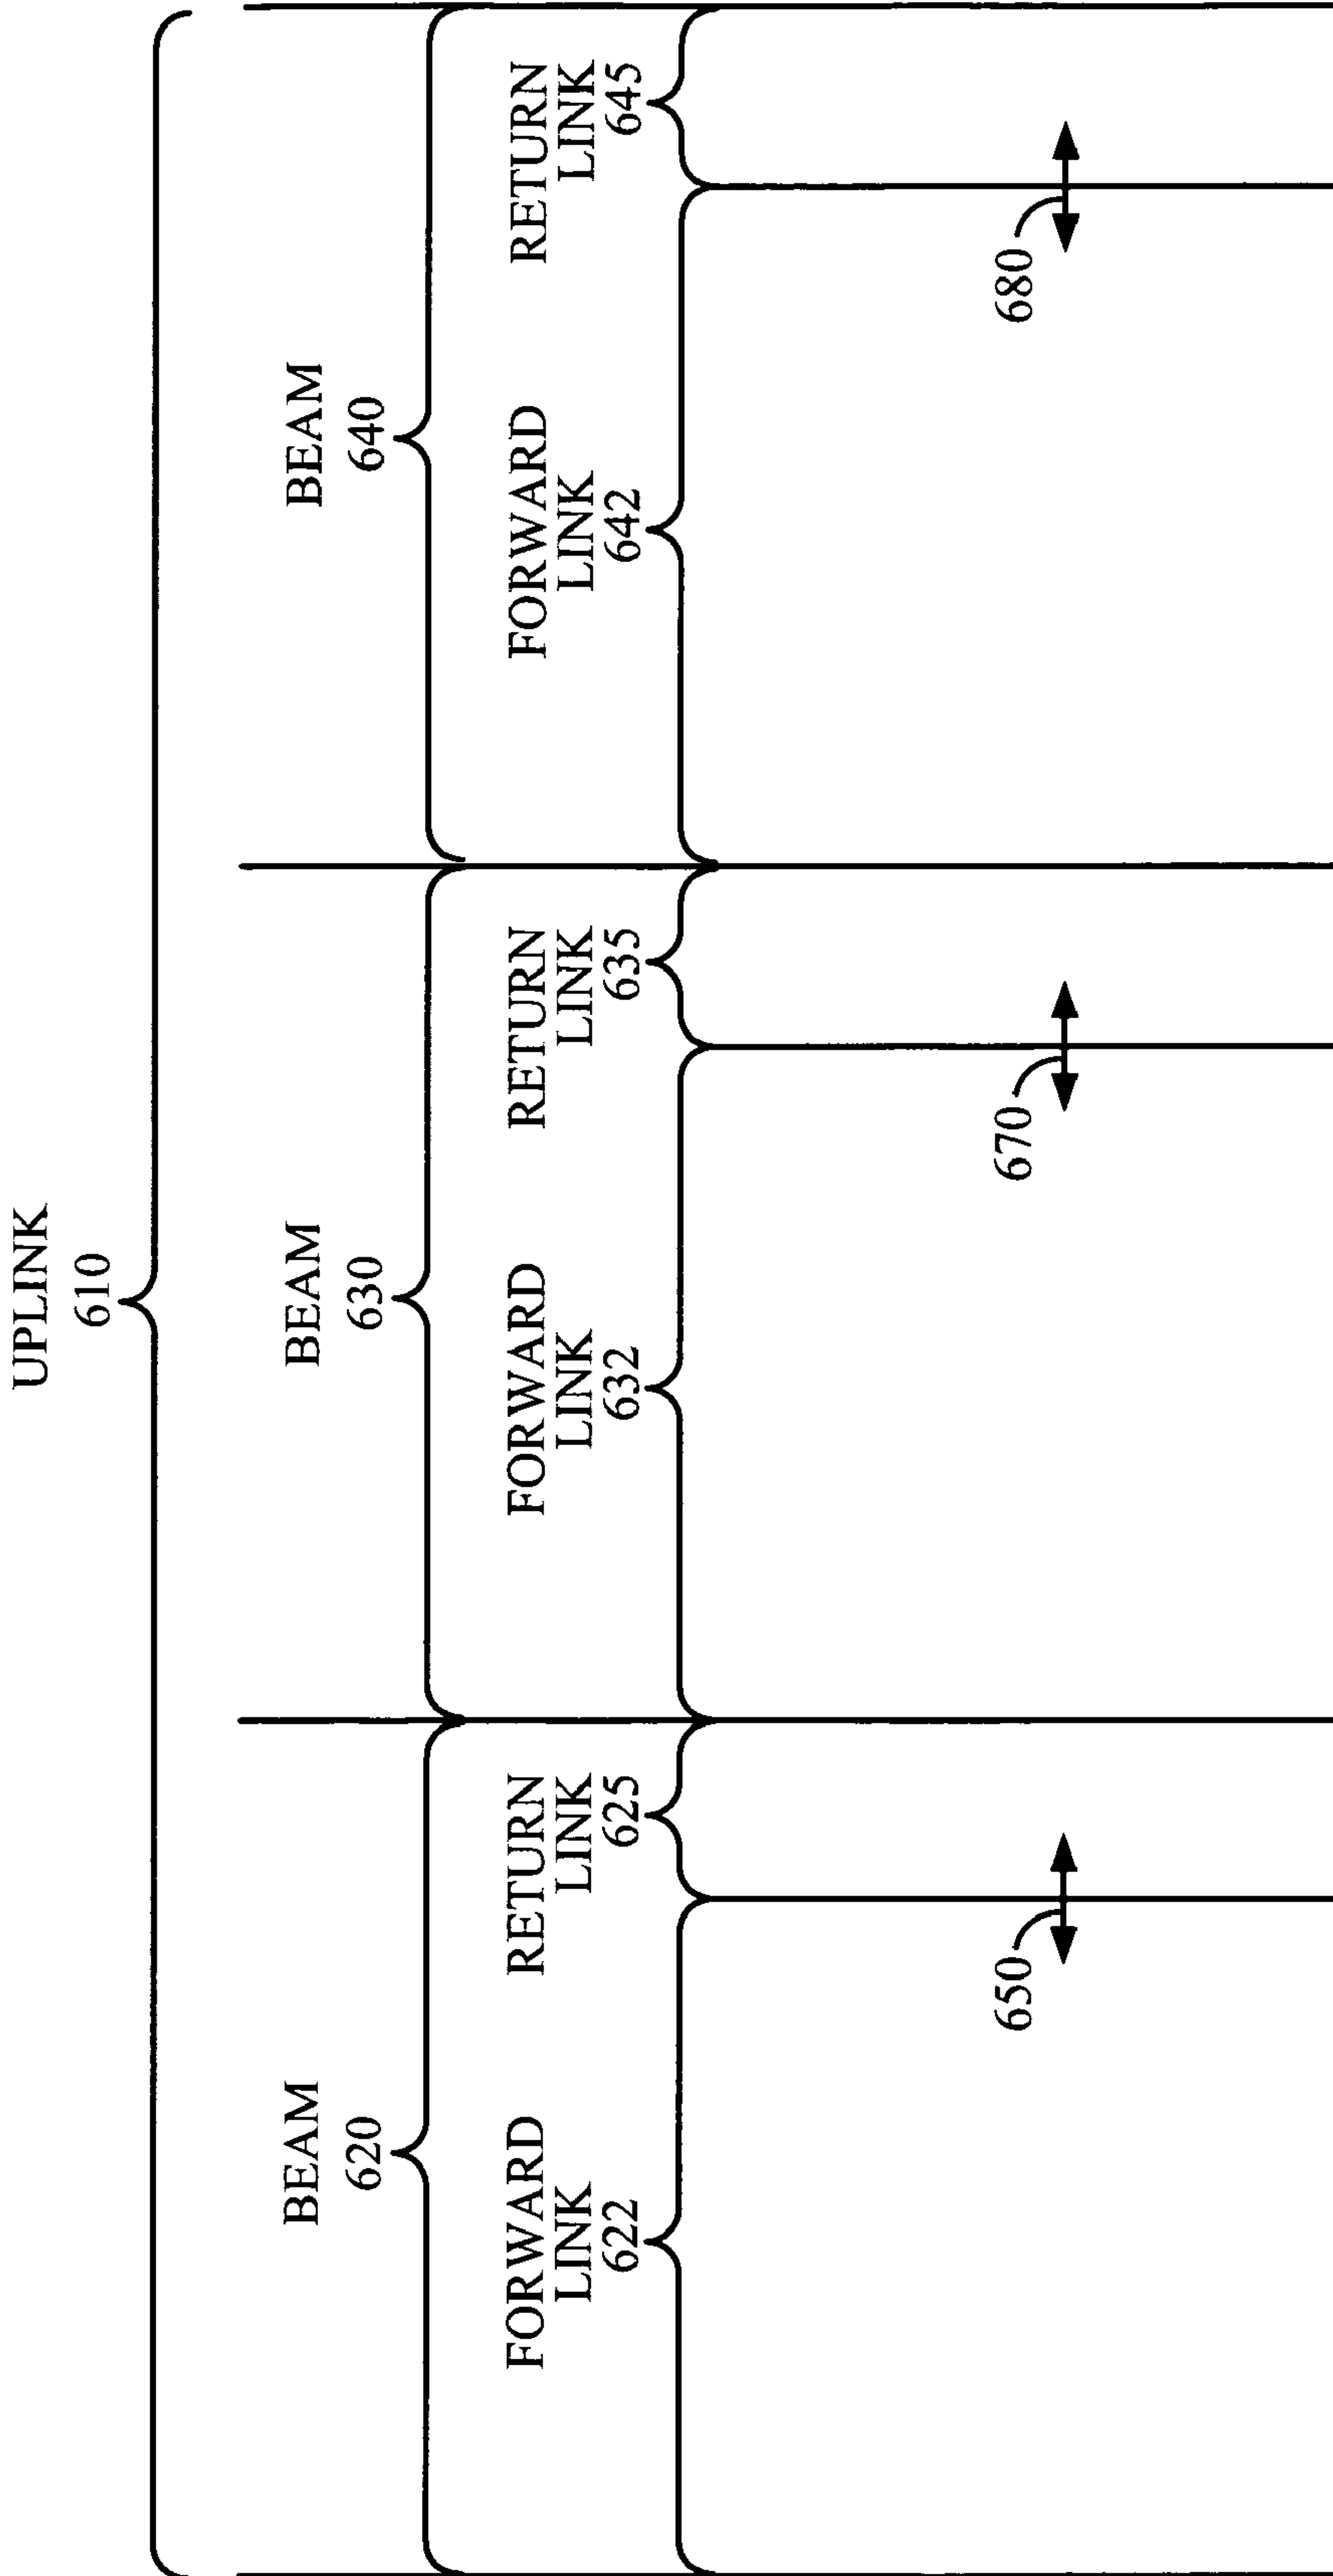 UPLINK
610
BEAM
620
BEAM
630
BEAM
640
FORWARD
LINK
622
RETURN
LINK
625
FORWARD
LINK
632
RETURN
LINK
635
FORWARD
LINK
642
RETURN
LINK
645
650
670
680